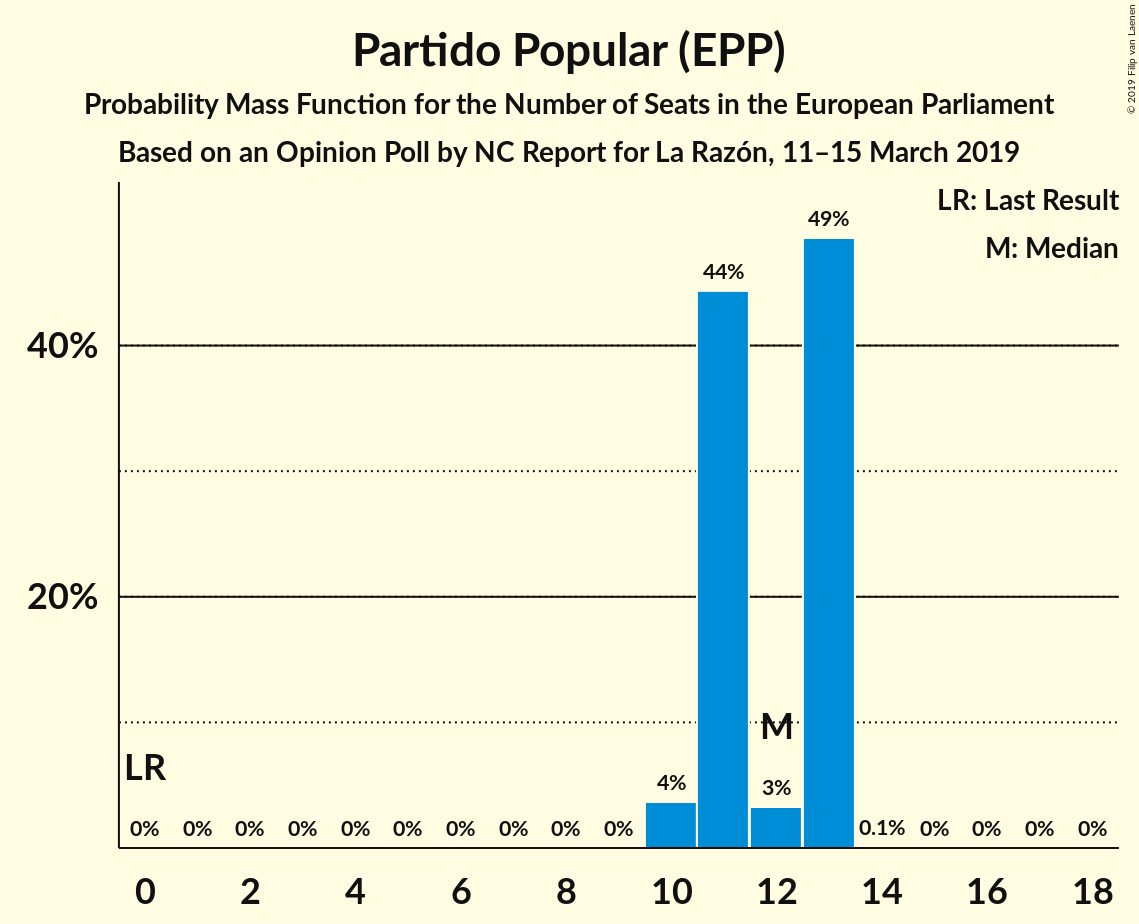 Partido Popular (EPP)
Probability Mass Function for the Number of Seats in the European Parliament
Based on an Opinion Poll by NC Report for La Razón, 11–15 March 2019
© 2019 Filip van Laenen
LR: Last Result
M: Median
49%
44%
40%
20%
M
LR
4%
3%
0% 0% 0% 0% 0% 0% 0% 0% 0% 0% 0.1% 0% 0% 0% 0%
0 2 4 6 8 10 12 14 16 18